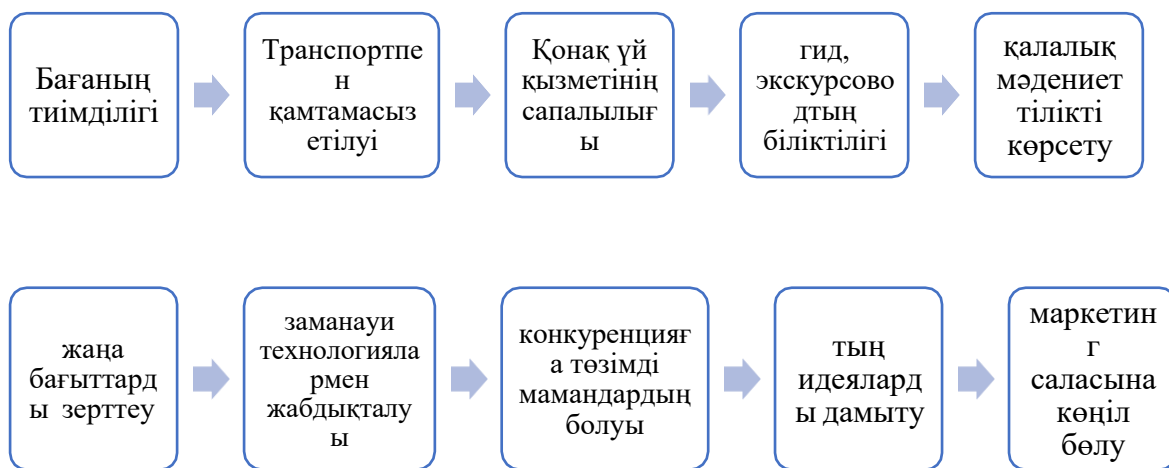 Бағаның
тиімділігі
Транспортпе
н
қамтамасыз
етілуі
Қонақ үй
қызметінің
сапалылығ
ы
гид,
экскурсово
дтың
біліктілігі
қалалық
мәдениет
тілікті
көрсету
жаңа
бағыттард
ы зерттеу
заманауи
технологияла
рмен
жабдықталу
ы
конкуренцияғ
а төзімді
мамандардың
болуы
тың
идеялард
ы дамыту
маркетин
г
саласына
көңіл
бөлу